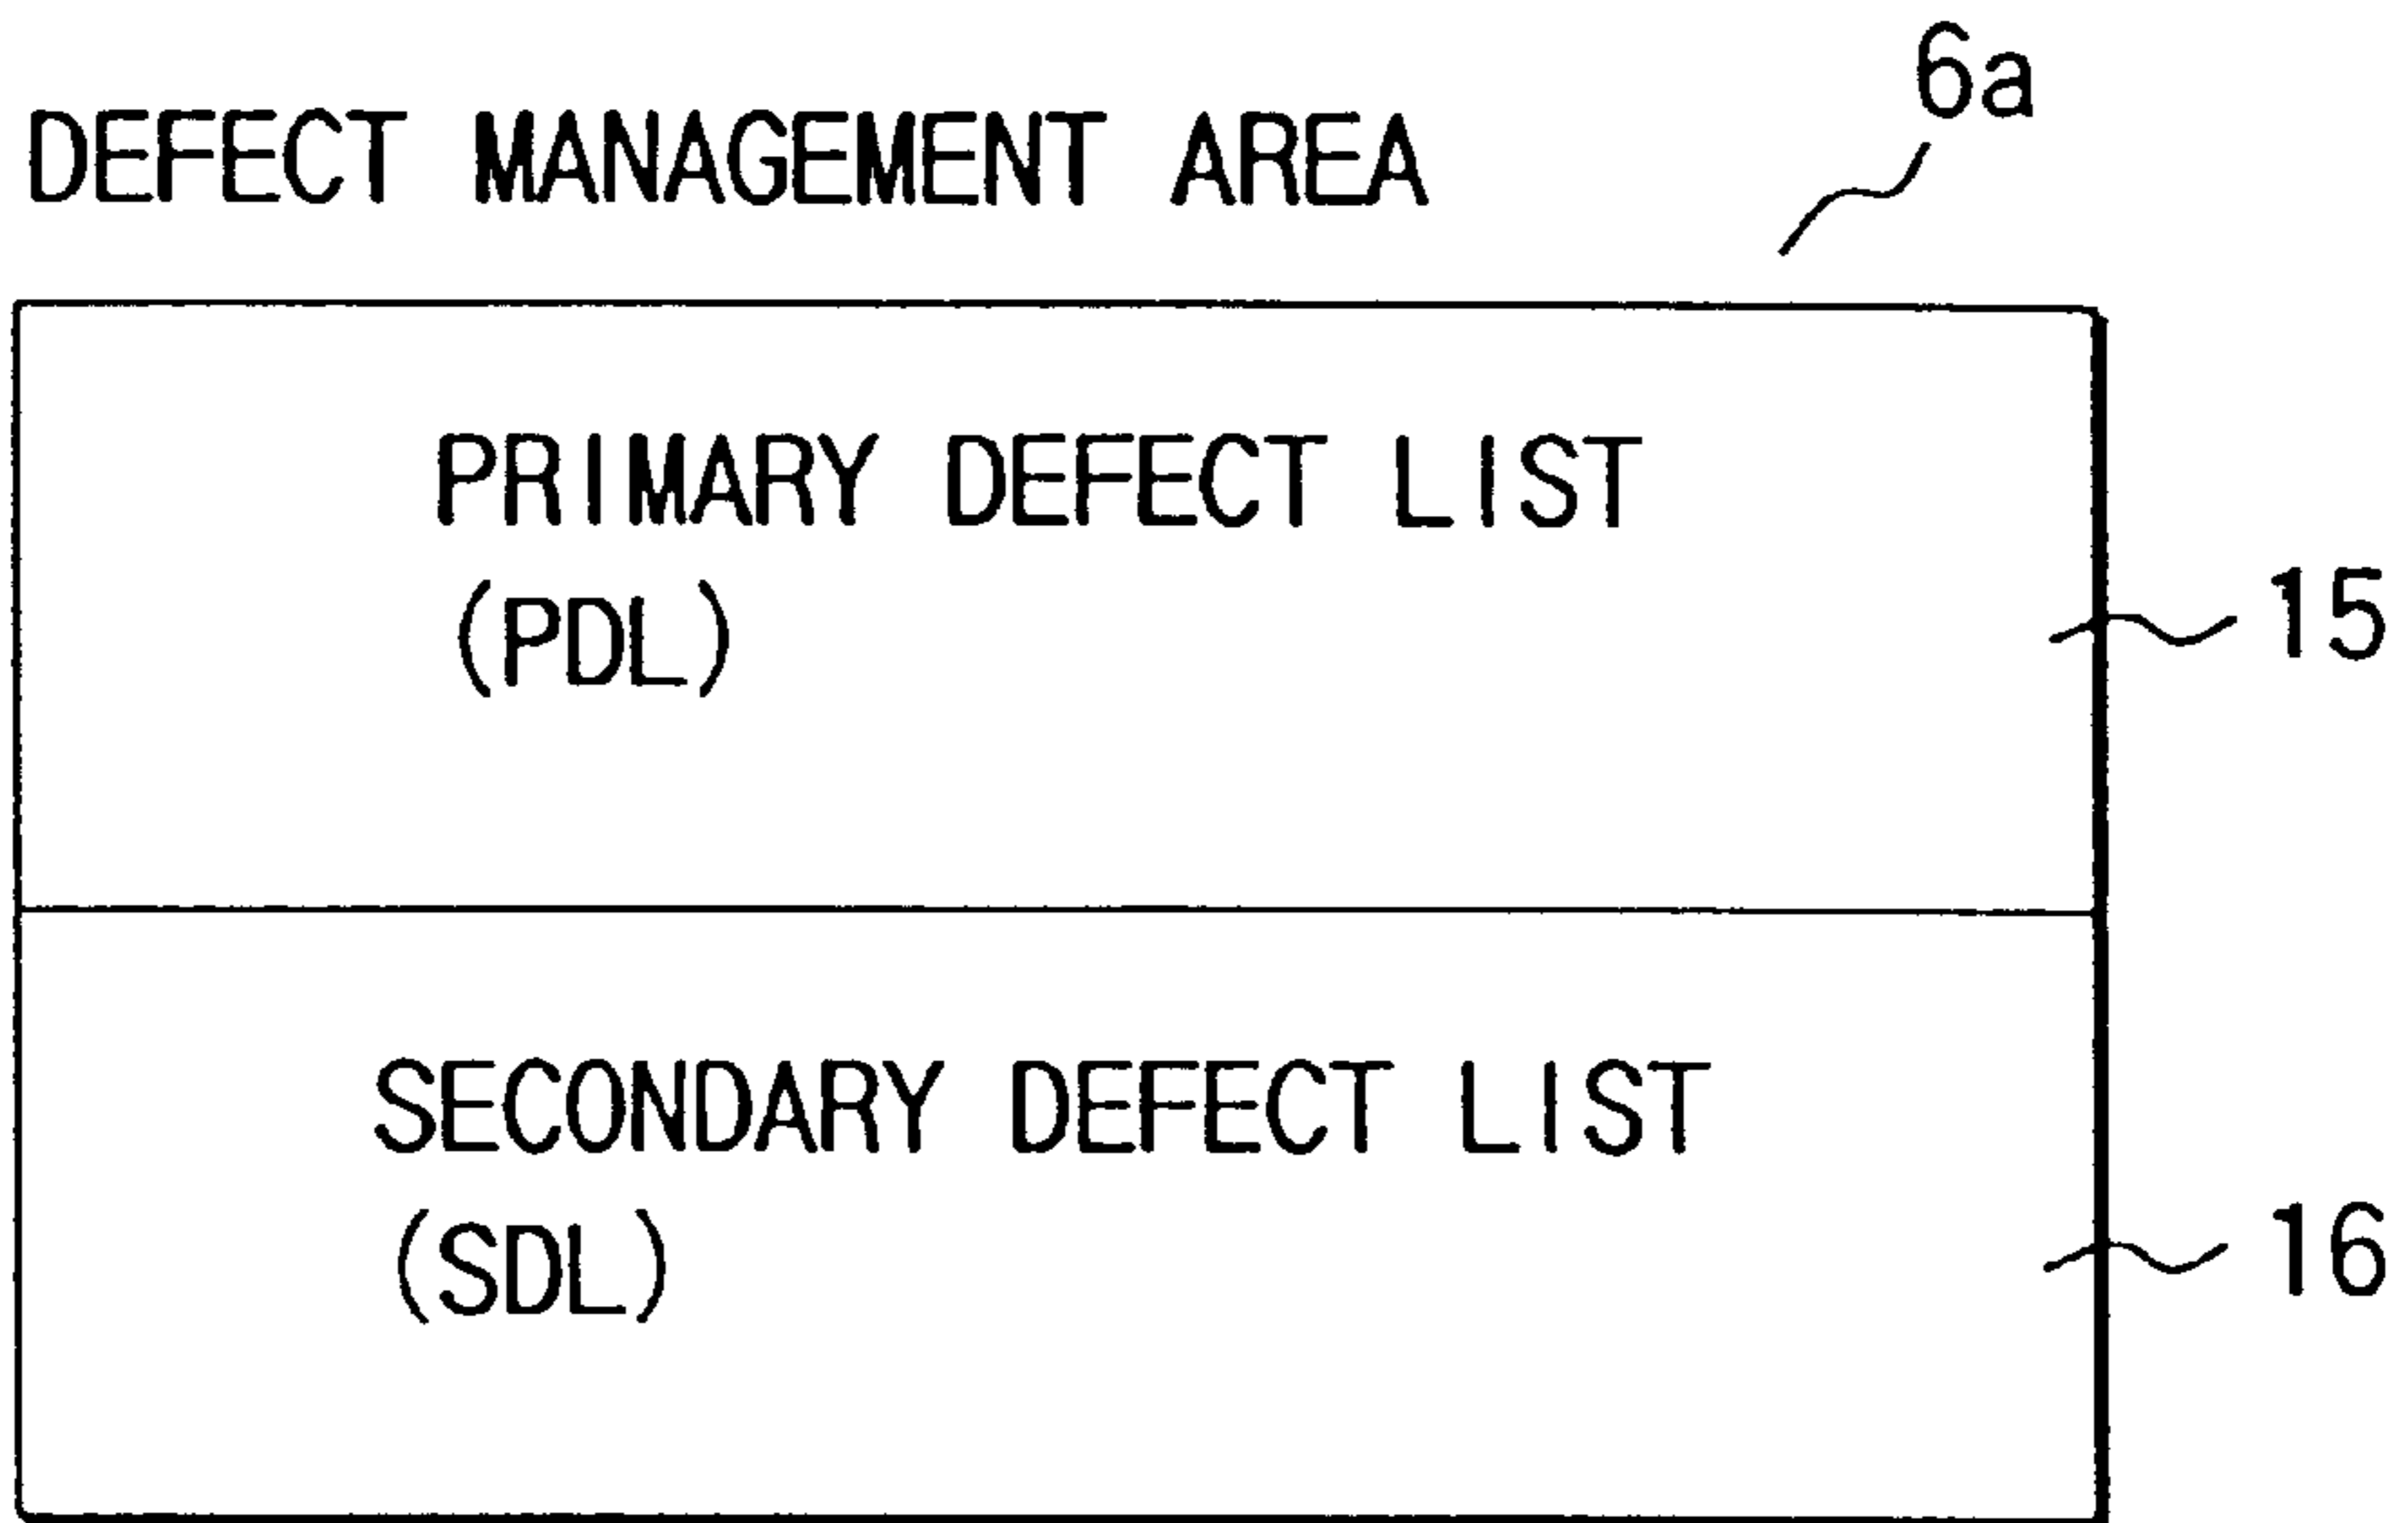 6a
DEFECT MANAGEMENT AREA
PRIMARY DEFECT LIST
(PDL)
15
SECONDARY DEFECT LIST
(SDL)
16